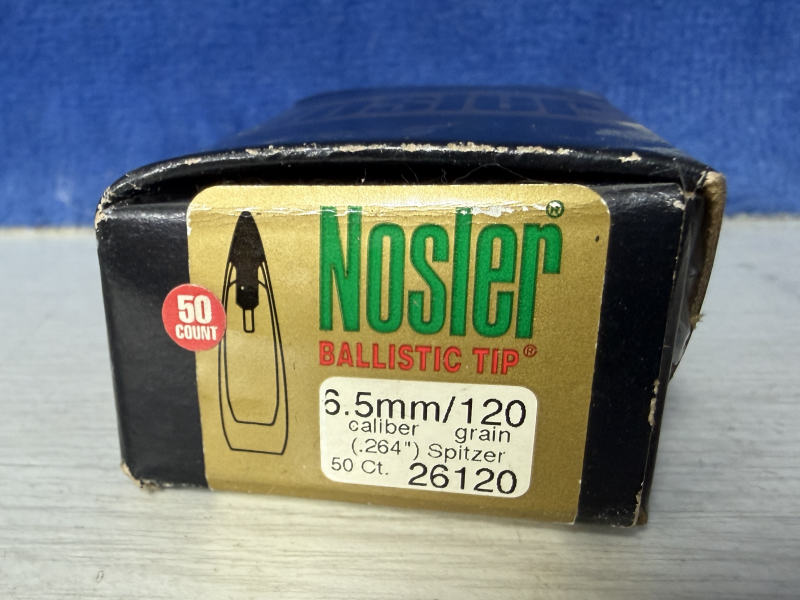 Nosler®
BALLISTIC TIP®
50
COUNT
6.5mm/120
caliber grain
(.264") Spitzer
50 Ct. 26120